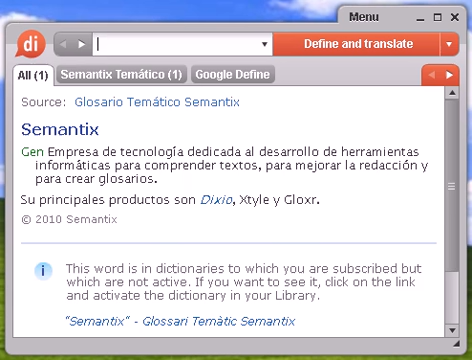 Menu
di
Define and translate
All (1) Semantix Temático (1) Google Define
Source: Glosario Temático Semantix
Semantix
Gen Empresa de tecnología dedicada al desarrollo de herramientas
informáticas para comprender textos, para mejorar la redacción y
para crear glosarios.
Su principales productos son Dixio, Xtyle y Gloxr.
© 2010 Semantix
i
This word is in dictionaries to which you are subscribed but
which are not active. If you want to see it, click on the link
and activate the dictionary in your Library.
"Semantix" - Glossari Temàtic Semantix